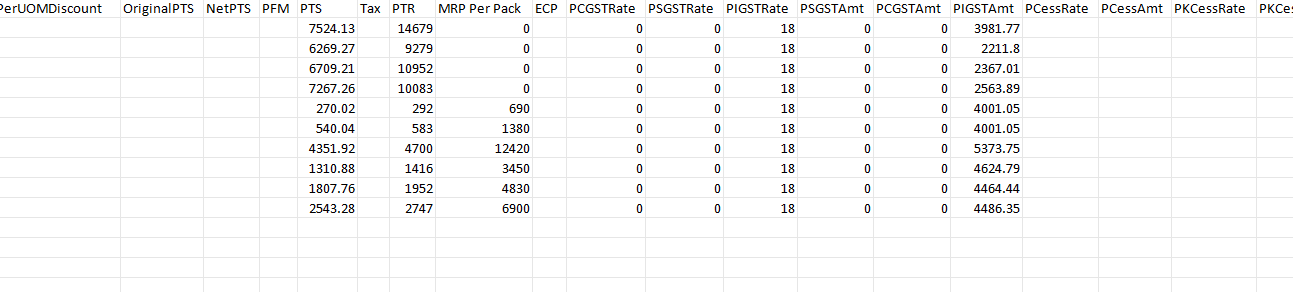 PerUOMDiscount OriginalPTS NetPTS PFM PTS Tax PTR MRP Per Pack ECP PCGSTRate PSGSTRate PIGSTRate PSGSTAmt PCGSTAmt PIGSTAmt PCessRate PCessAmt PKCessRate PKCes
7524.13 14679 0 0 0 18 0 0 3981.77
6269.27 9279 0 0 0 18 0 0 2211.8
6709.21 10952 0 0 0 18 0 0 2367.01
7267.26 10083 0 0 0 18 0 0 2563.89
270.02 292 690 0 0 18 0 0 4001.05
540.04 583 1380 0 0 18 0 0 4001.05
4351.92 4700 12420 0 0 18 0 0 5373.75
1310.88 1416 3450 0 0 18 0 0 4624.79
1807.76 1952 4830 0 0 18 0 0 4464.44
2543.28 2747 6900 0 0 18 0 0 4486.35